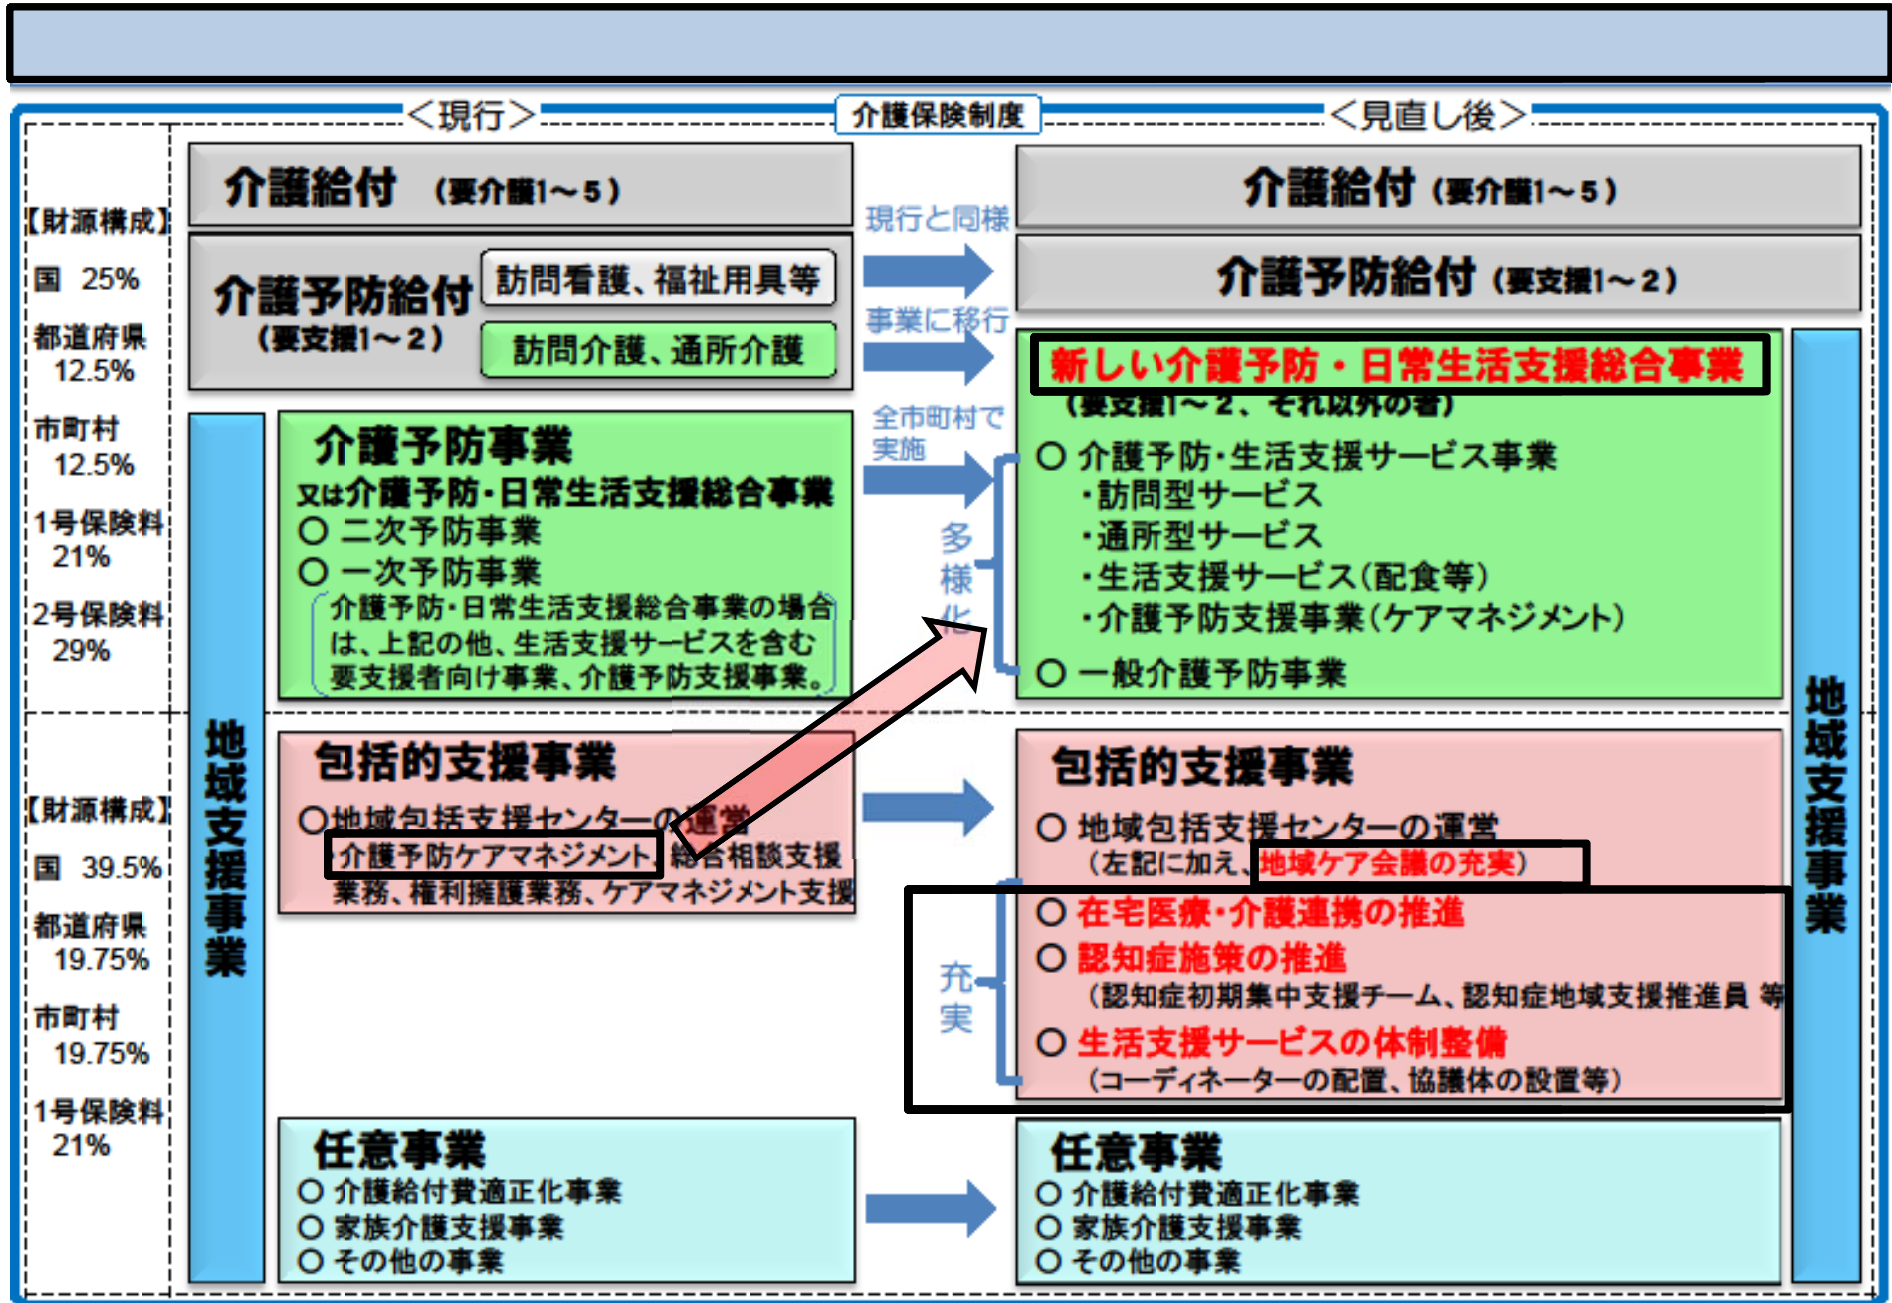 <現行>
介護保険制度
<見直し後>
【財源構成】
国 25%
都道府県
12.5%
市町村
12.5%
1号保険料
21%
2号保険料
29%
【財源構成】
国 39.5%
都道府県
19.75%
市町村
19.75%
1号保険料
21%
介護給付 (要介護1~5)
介護予防給付
(要支援1~2)
訪問看護、福祉用具等
訪問介護、通所介護
地域支援事業
介護予防事業
又は介護予防・日常生活支援総合事業
○ 二次予防事業
○ 一次予防事業
介護予防・日常生活支援総合事業の場合
は、上記の他、生活支援サービスを含む
要支援者向け事業、介護予防支援事業。
包括的支援事業
○地域包括支援センターの運営
・介護予防ケアマネジメント、総合相談支援
業務、権利擁護業務、ケアマネジメント支援
任意事業
○ 介護給付費適正化事業
○ 家族介護支援事業
○ その他の事業
現行と同様
事業に移行
全市町村で
実施
多様化
充実
介護給付 (要介護1~5)
介護予防給付 (要支援1~2)
新しい介護予防・日常生活支援総合事業
(要支援1~2、それ以外の者)
○ 介護予防・生活支援サービス事業
・訪問型サービス
・通所型サービス
・生活支援サービス(配食等)
・介護予防支援事業(ケアマネジメント)
○ 一般介護予防事業
包括的支援事業
○ 地域包括支援センターの運営
(左記に加え、地域ケア会議の充実)
○ 在宅医療・介護連携の推進
○ 認知症施策の推進
(認知症初期集中支援チーム、認知症地域支援推進員 等
○ 生活支援サービスの体制整備
(コーディネーターの配置、協議体の設置等)
任意事業
○ 介護給付費適正化事業
○ 家族介護支援事業
○ その他の事業
地域支援事業